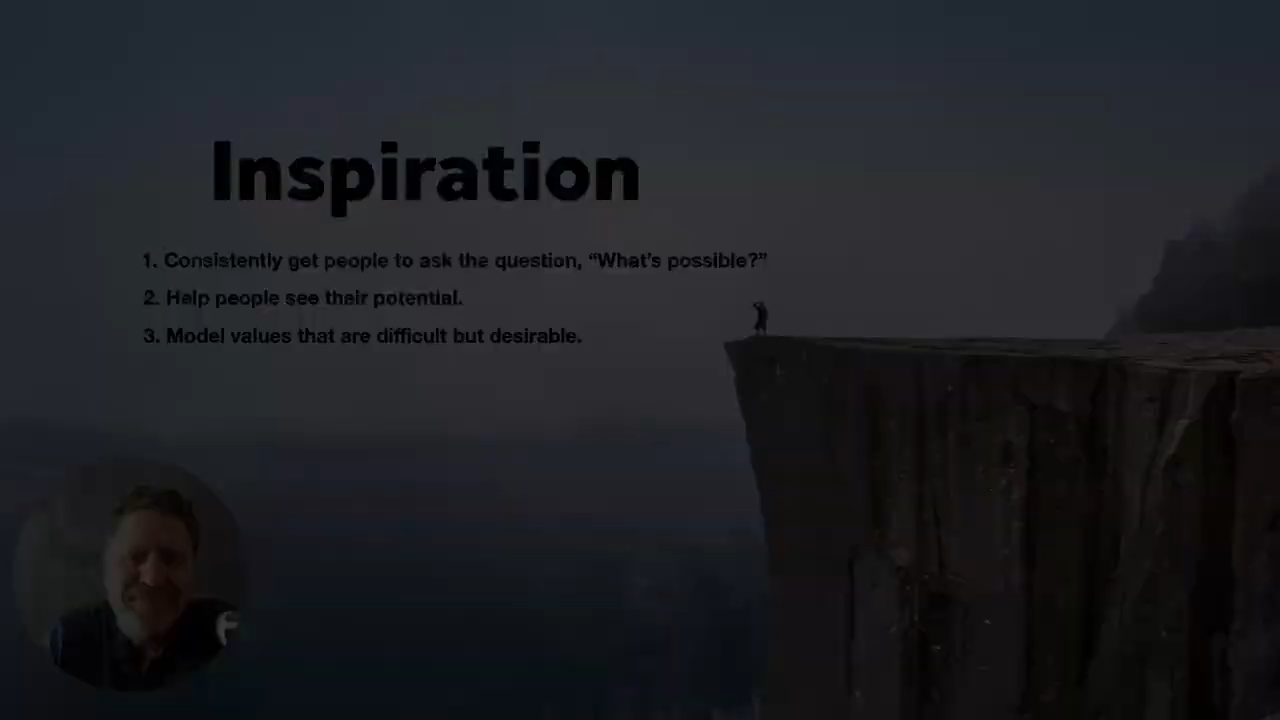 Inspiration
1. Consistently get people to ask the question, “What’s possible?”
2. Help people see their potential.
3. Model values that are difficult but desirable.